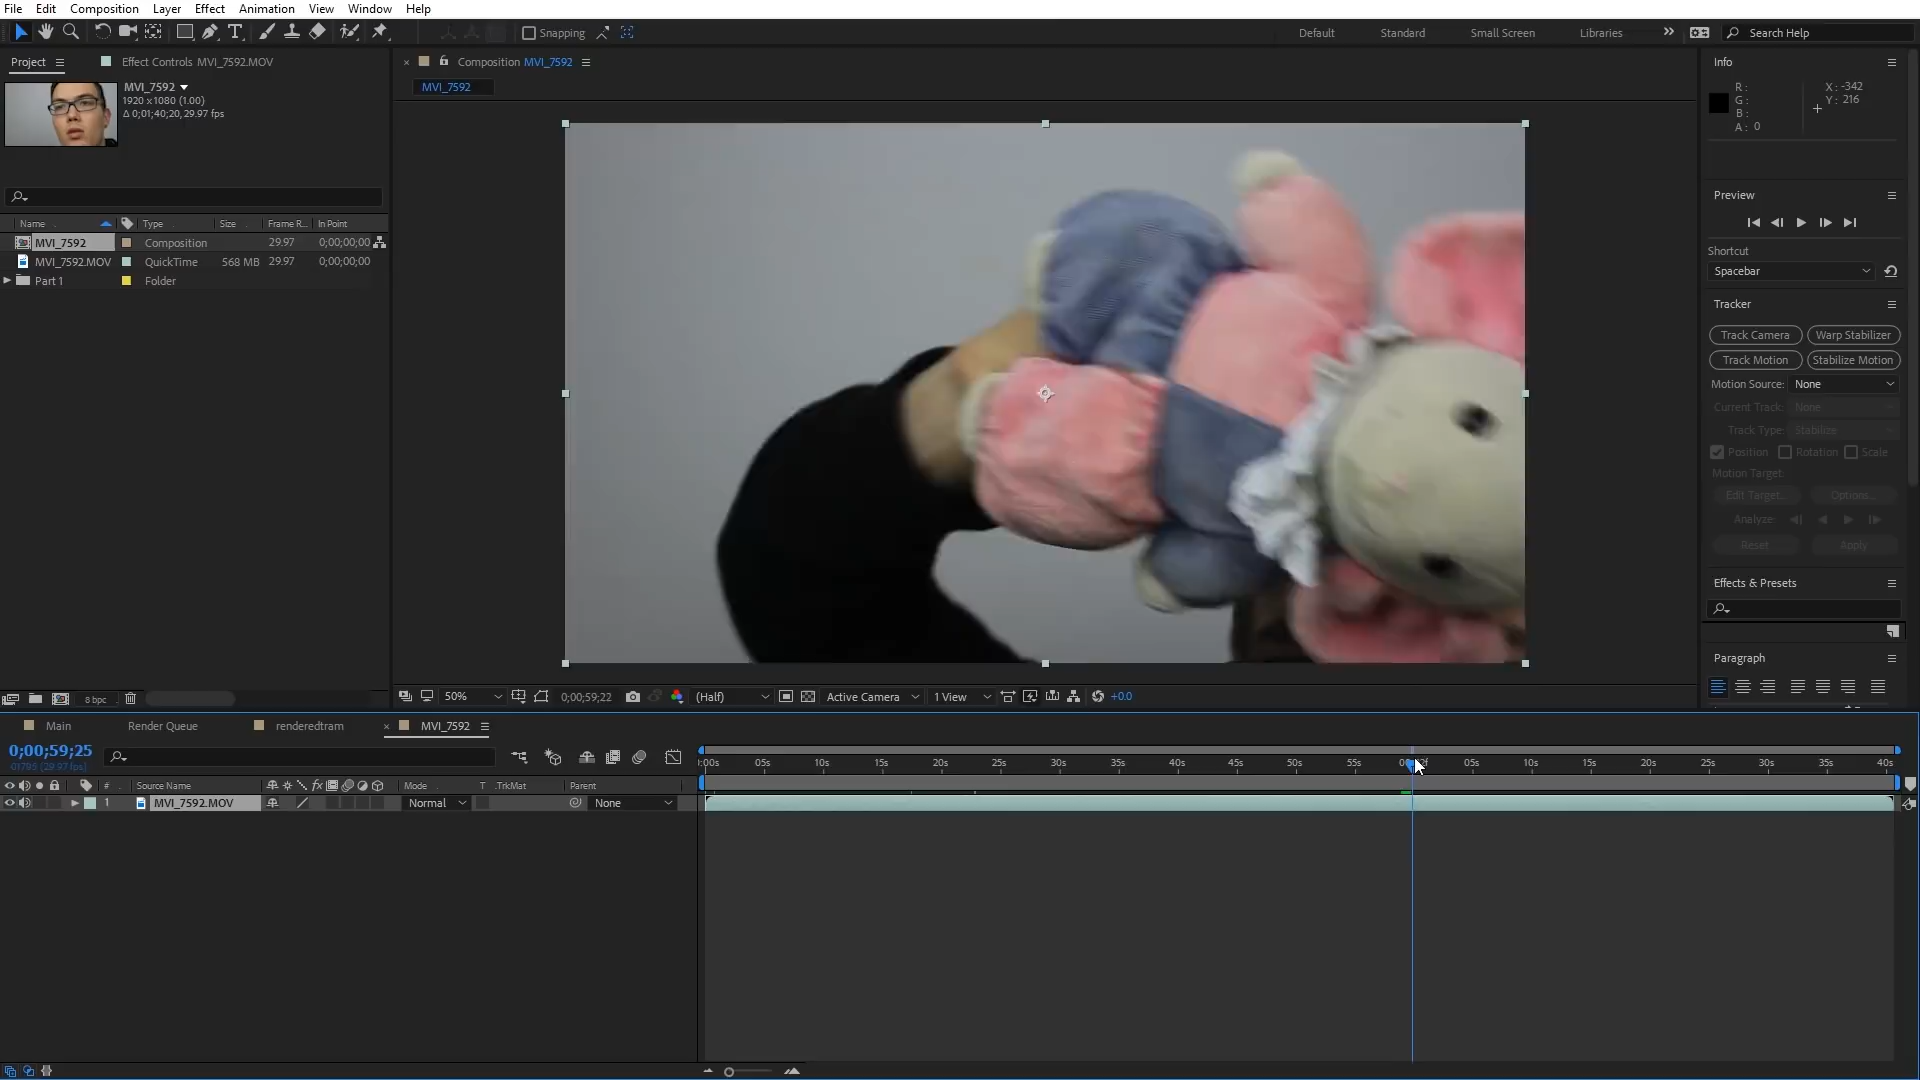 File Edit Composition Layer Effect Animation View Window Help
Snapping Default Standard Small Screen Libraries Search Help
Project Effect Controls MVI_7592.MOV
Composition MVI_7592
MVI_7592
MVI_7592
1920 x1080 (1.00)
Δ 0;01;40;20, 29.97 fps
Name Type Size Frame R... In Point
MVI_7592 Composition 29.97 0;00;00;00
MVI_7592.MOV QuickTime 568 MB 29.97 0;00;00;00
Part 1 Folder
8 bpc
50% 0;00;59;22 (Half) Active Camera 1 View +0.0
Info
R: X: -342
G: Y: 216
B:
A: 0
Preview
Shortcut
Spacebar
Tracker
Track Camera Warp Stabilizer
Track Motion Stabilize Motion
Motion Source: None
Current Track: None
Track Type: Stabilize
Position Rotation Scale
Motion Target:
Edit Target... Options...
Analyze:
Reset Apply
Effects & Presets
Paragraph
Main Render Queue renderedtram MVI_7592
0;00;59;25
01795 (29.97 fps)
:00s 05s 10s 15s 20s 25s 30s 35s 40s 45s 50s 55s 05s 10s 15s 20s 25s 30s 35s 40s
# Source Name Mode T .TrkMat Parent
1 MVI_7592.MOV Normal None